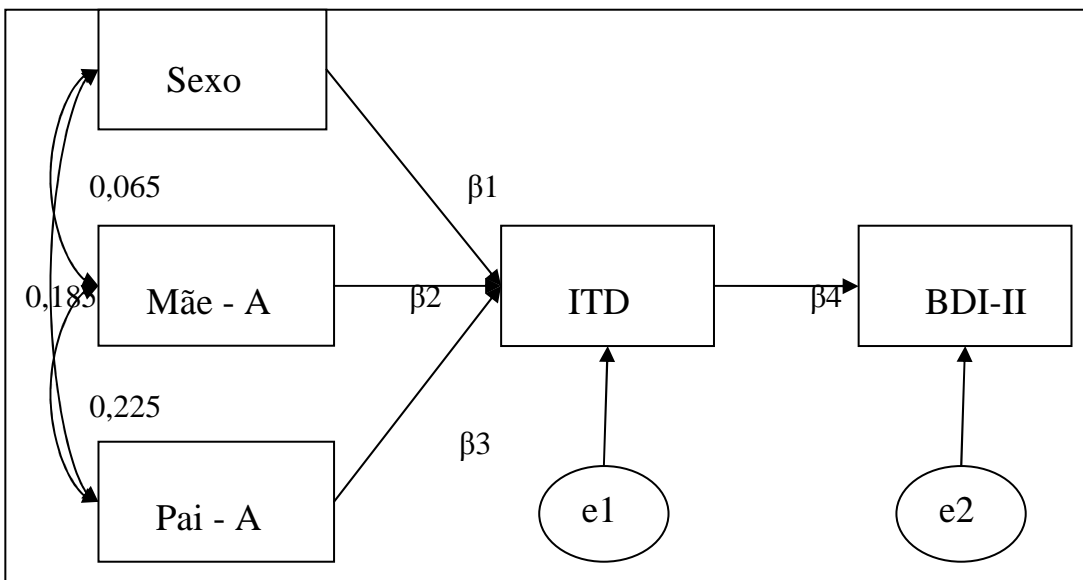 Sexo
0,065
β1
Mãe - A
0,185
β2
ITD
β4
BDI-II
0,225
β3
Pai - A
e1
e2